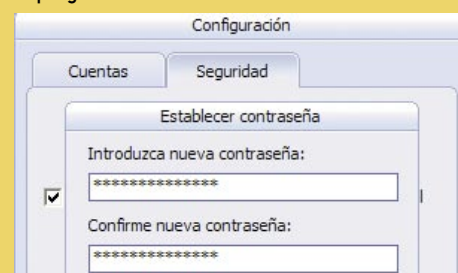 Configuración
Cuentas Seguridad
Establecer contraseña
Introduzca nueva contraseña:
**************
Confirme nueva contraseña:
**************